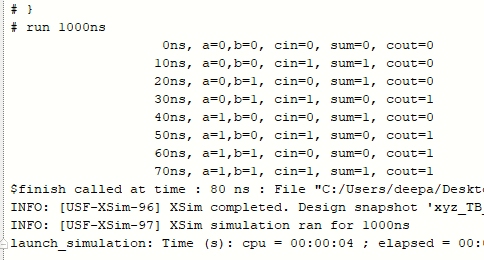 # }
# run 1000ns
0ns, a=0,b=0, cin=0, sum=0, cout=0
10ns, a=0,b=0, cin=1, sum=1, cout=0
20ns, a=0,b=1, cin=0, sum=1, cout=0
30ns, a=0,b=1, cin=1, sum=0, cout=1
40ns, a=1,b=0, cin=0, sum=1, cout=0
50ns, a=1,b=0, cin=1, sum=0, cout=1
60ns, a=1,b=1, cin=0, sum=0, cout=1
70ns, a=1,b=1, cin=1, sum=1, cout=1
$finish called at time : 80 ns : File "C:/Users/deepa/Deskto
INFO: [USF-XSim-96] XSim completed. Design snapshot 'xyz_TB_
INFO: [USF-XSim-97] XSim simulation ran for 1000ns
launch_simulation: Time (s): cpu = 00:00:04 ; elapsed = 00: